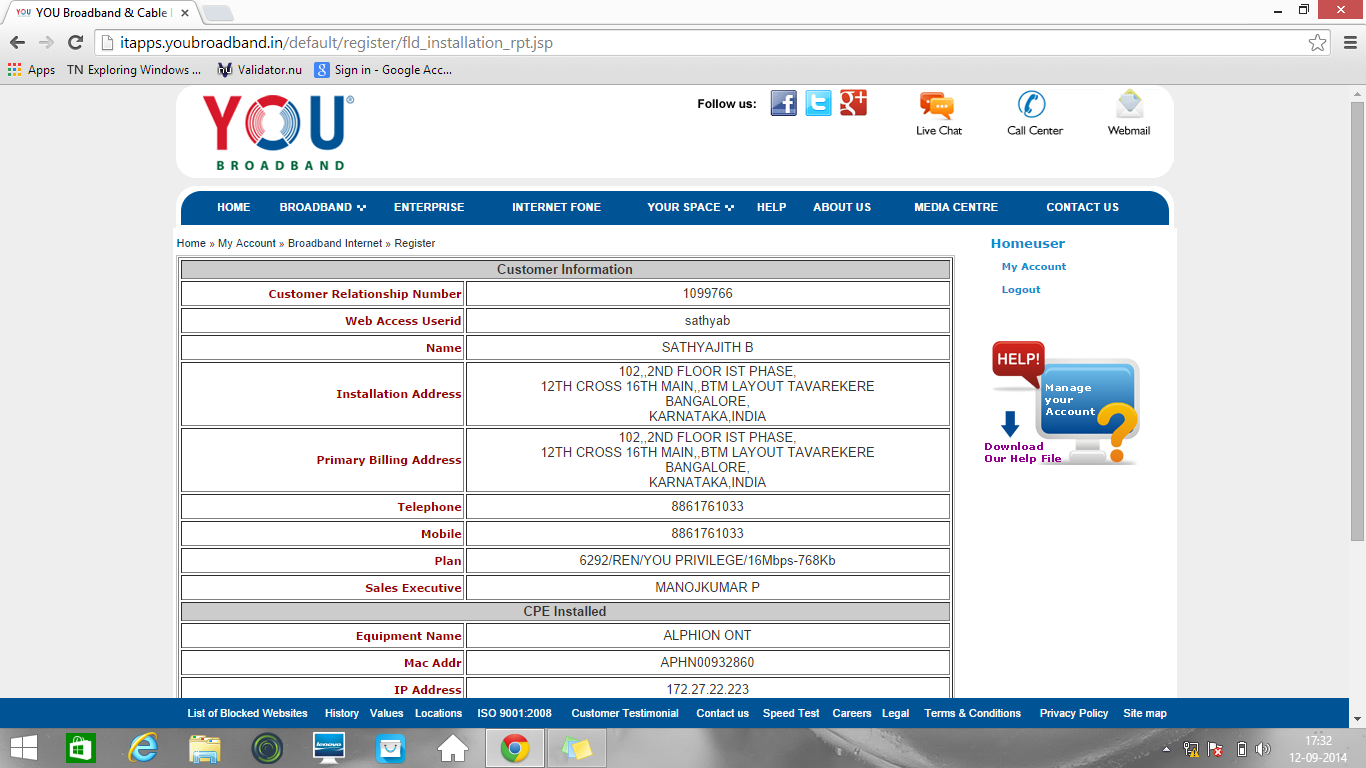 YOU Broadband & Cable
itapps.youbroadband.in/default/register/fld_installation_rpt.jsp
Apps TN Exploring Windows ... Validator.nu Sign in - Google Acc...
YOU®
BROADBAND
Follow us:
Live Chat Call Center Webmail
HOME BROADBAND ENTERPRISE INTERNET FONE YOUR SPACE HELP ABOUT US MEDIA CENTRE CONTACT US
Home » My Account » Broadband Internet » Register
Customer Information
Customer Relationship Number 1099766
Web Access Userid sathyab
Name SATHYAJITH B
Installation Address 102,,2ND FLOOR IST PHASE,
12TH CROSS 16TH MAIN,,BTM LAYOUT TAVAREKERE
BANGALORE,
KARNATAKA,INDIA
Primary Billing Address 102,,2ND FLOOR IST PHASE,
12TH CROSS 16TH MAIN,,BTM LAYOUT TAVAREKERE
BANGALORE,
KARNATAKA,INDIA
Telephone 8861761033
Mobile 8861761033
Plan 6292/REN/YOU PRIVILEGE/16Mbps-768Kb
Sales Executive MANOJKUMAR P
CPE Installed
Equipment Name ALPHION ONT
Mac Addr APHN00932860
IP Address 172.27.22.223
Homeuser
My Account
Logout
HELP!
Manage
your
Account
Download
Our Help File
List of Blocked Websites History Values Locations ISO 9001:2008 Customer Testimonial Contact us Speed Test Careers Legal Terms & Conditions Privacy Policy Site map
lenovo
17:32
12-09-2014